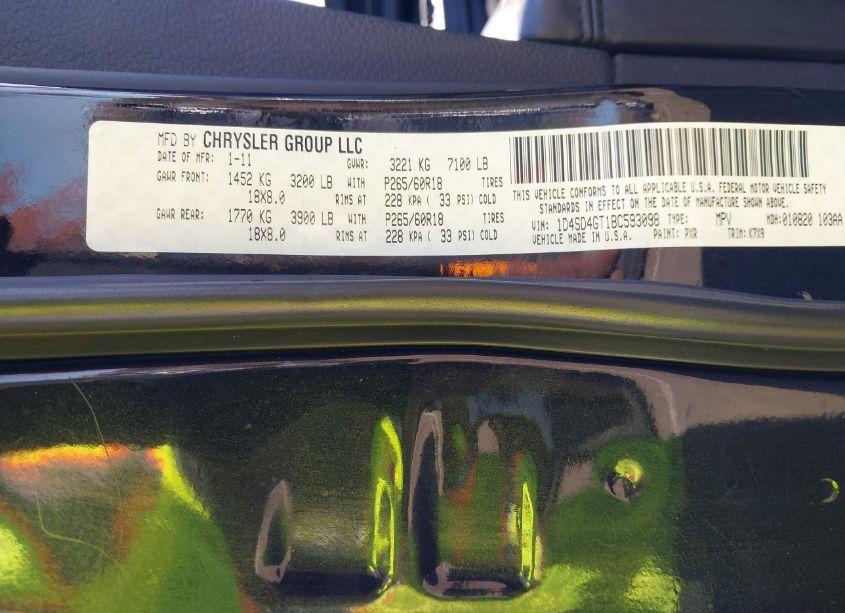 MFD BY CHRYSLER GROUP LLC
DATE OF MFR: 1-11 GVWR: 3221 KG 7100 LB
GAWR FRONT: 1452 KG 3200 LB WITH P265/60R18 TIRES
18X8.0 RIMS AT 228 KPA ( 33 PSI) COLD
GAWR REAR: 1770 KG 3900 LB WITH P265/60R18 TIRES
18X8.0 RIMS AT 228 KPA ( 33 PSI) COLD
THIS VEHICLE CONFORMS TO ALL APPLICABLE U.S.A. FEDERAL MOTOR VEHICLE SAFETY
STANDARDS IN EFFECT ON THE DATE OF MANUFACTURE SHOWN ABOVE.
VIN: 1D4SD4GT1BC593098 TYPE: MPV MDH: 010820 103AA
VEHICLE MADE IN U.S.A. PAINT: PXR TRIM: K7X9